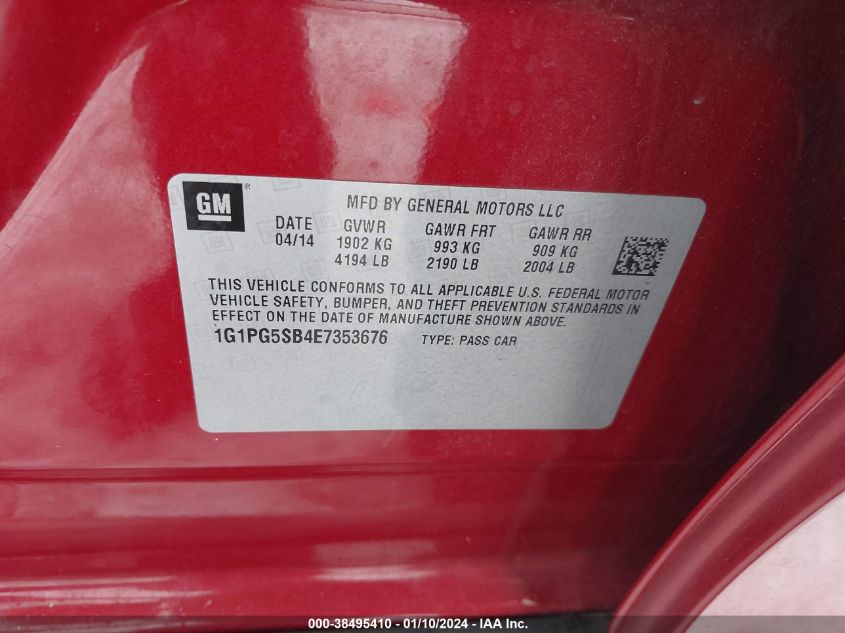 GM ®
MFD BY GENERAL MOTORS LLC
DATE GVWR GAWR FRT GAWR RR
04/14 1902 KG 993 KG 909 KG
4194 LB 2190 LB 2004 LB
THIS VEHICLE CONFORMS TO ALL APPLICABLE U.S. FEDERAL MOTOR
VEHICLE SAFETY, BUMPER, AND THEFT PREVENTION STANDARDS IN
EFFECT ON THE DATE OF MANUFACTURE SHOWN ABOVE.
1G1PG5SB4E7353676 TYPE: PASS CAR
000-38495410 - 01/10/2024 - IAA Inc.